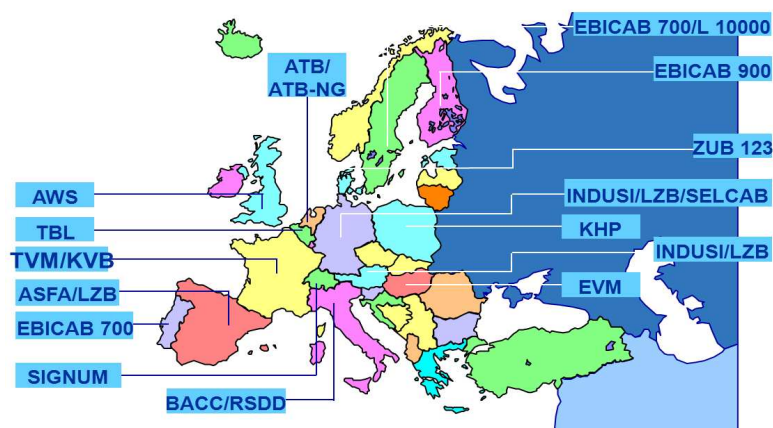 EBICAB 700/L 10000
ATB/
ATB-NG
EBICAB 900
ZUB 123
AWS
INDUSI/LZB/SELCAB
TBL
KHP
TVM/KVB
INDUSI/LZB
ASFA/LZB
EVM
EBICAB 700
SIGNUM
BACC/RSDD